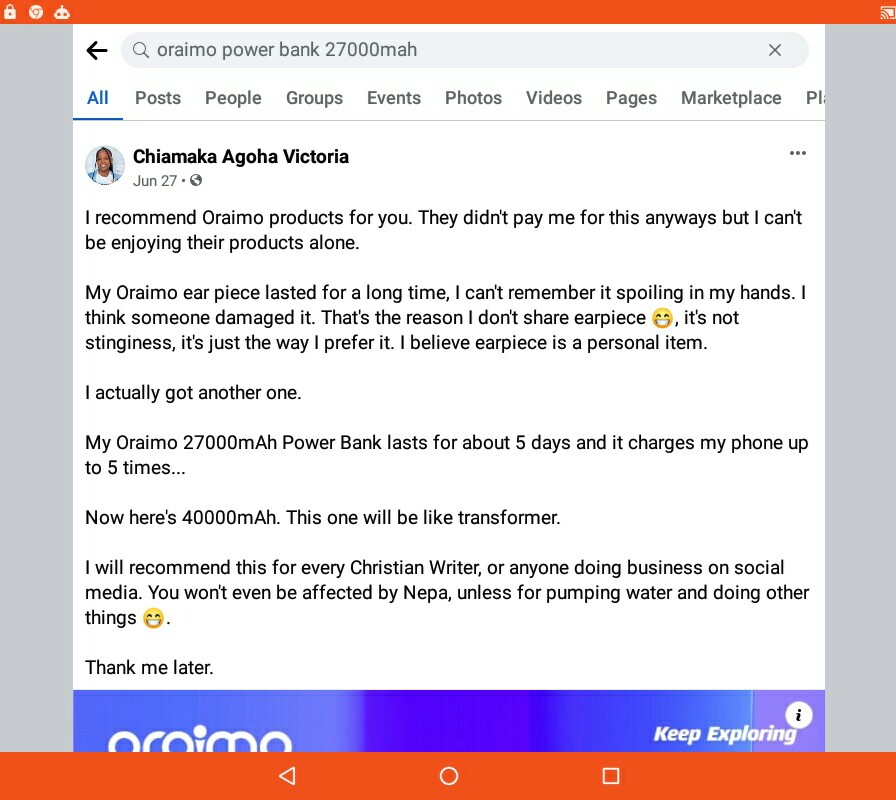 oraimo power bank 27000mah
All Posts People Groups Events Photos Videos Pages Marketplace
Chiamaka Agoha Victoria
Jun 27 •
I recommend Oraimo products for you. They didn't pay me for this anyways but I can't
be enjoying their products alone.
My Oraimo ear piece lasted for a long time, I can't remember it spoiling in my hands. I
think someone damaged it. That's the reason I don't share earpiece 😁, it's not
stinginess, it's just the way I prefer it. I believe earpiece is a personal item.
I actually got another one.
My Oraimo 27000mAh Power Bank lasts for about 5 days and it charges my phone up
to 5 times...
Now here's 40000mAh. This one will be like transformer.
I will recommend this for every Christian Writer, or anyone doing business on social
media. You won't even be affected by Nepa, unless for pumping water and doing other
things 😁.
Thank me later.
oraimo
Keep Exploring